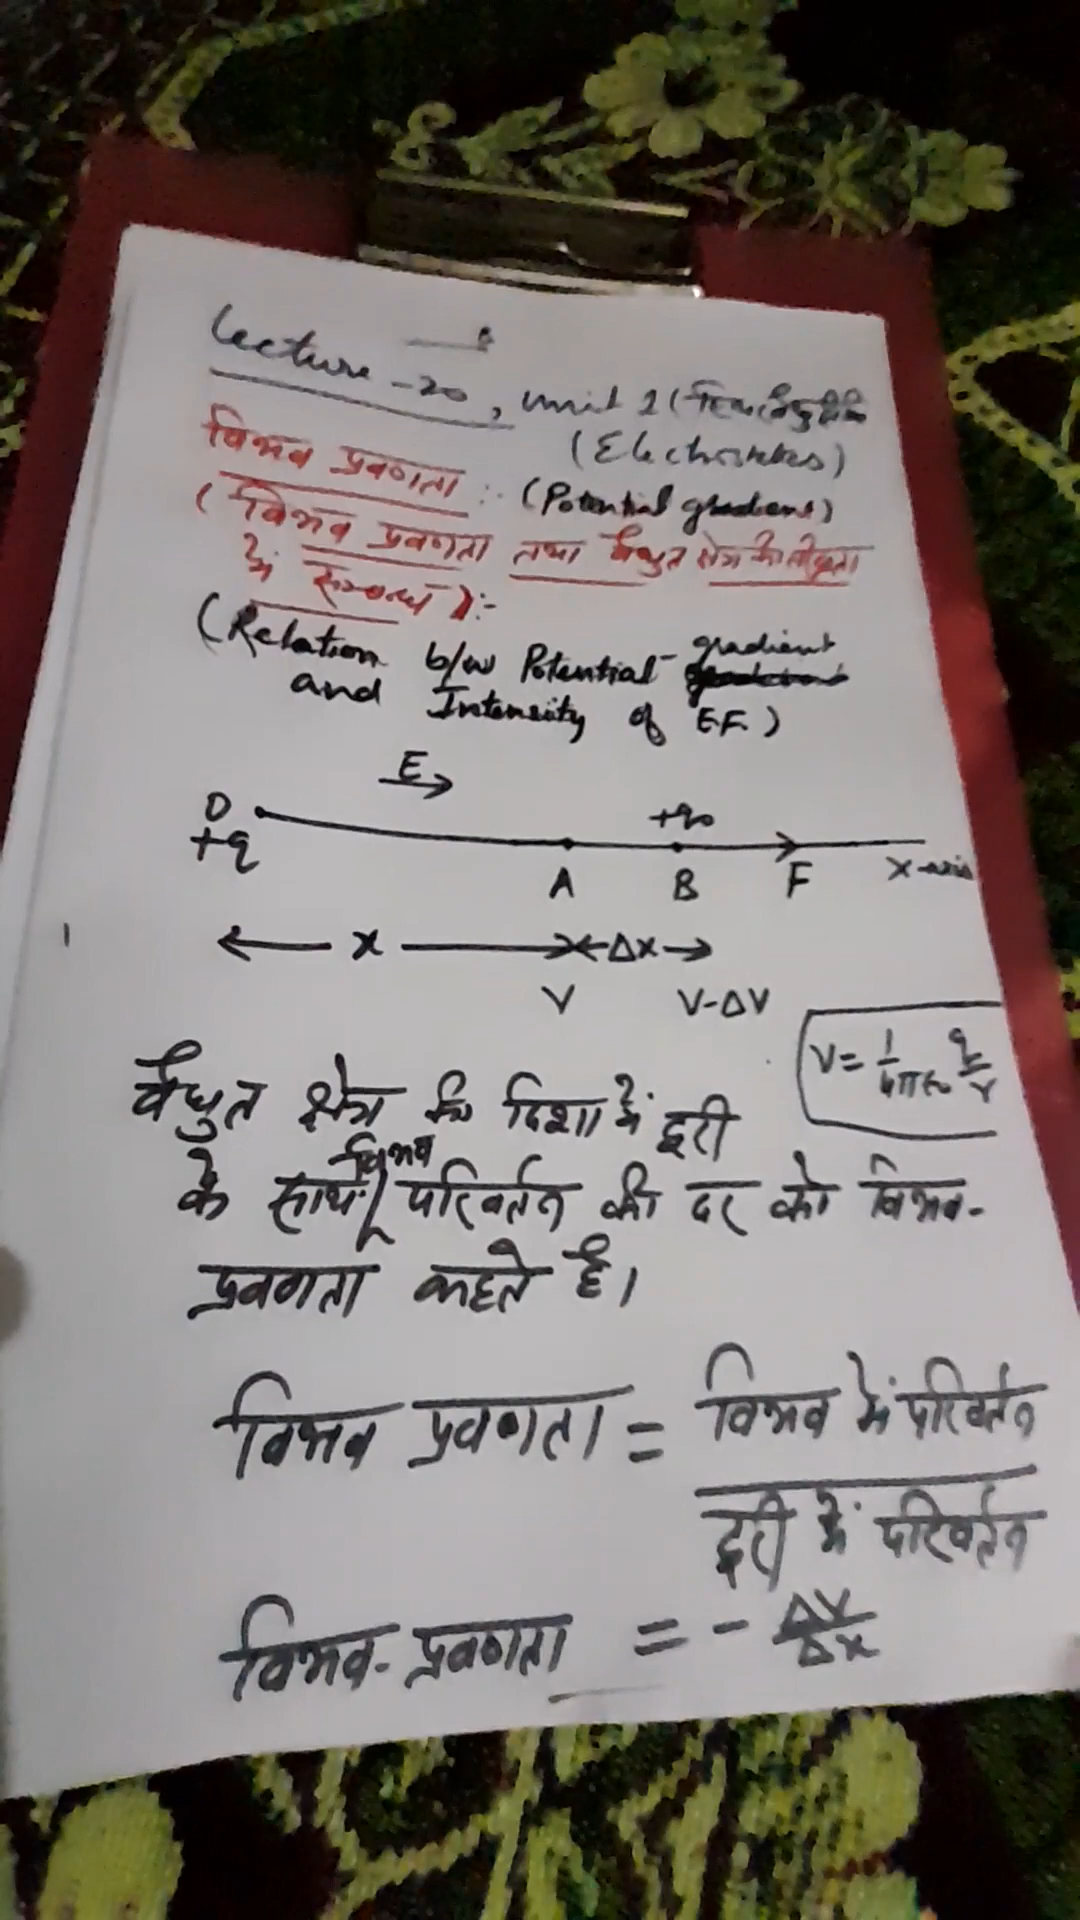 Lecture -20, unit 1 (स्थिरवैद्युतिकी
(Electrostatics)
विभव प्रवणता :- (Potential gradient)
(विभव प्रवणता तथा वैधुत क्षेत्र की तीव्रता
में सम्बन्ध ):-
(Relation b/w Potential- gradient
and Intensity of E.F.)
E
O +q0
+q A B F X-axis
x Δx
V V-ΔV
V= 1/4πε0 q/r
वैधुत क्षेत्र कि दिशा में दूरी
के साथ विभव परिवर्तन की दर को विभव-
प्रवणता कहते है।
विभव प्रवणता = विभव में परिवर्तन
दूरी में परिवर्तन
विभव-प्रवणता = - ΔV/Δx